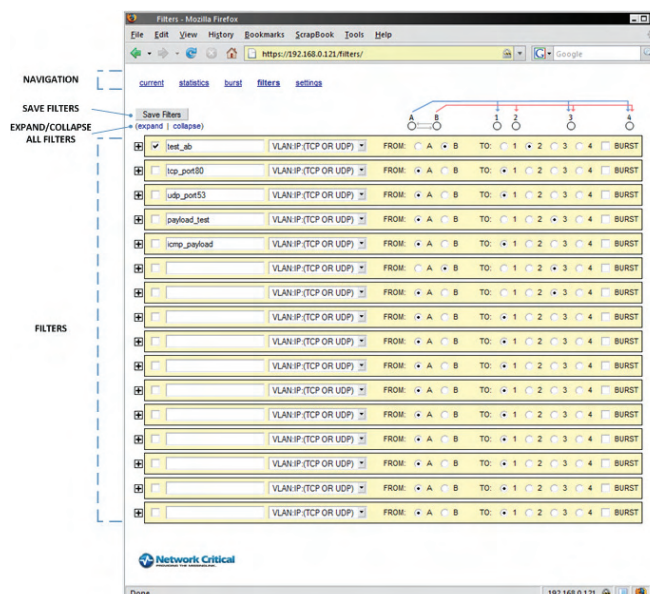 Filters - Mozilla Firefox
File Edit View History Bookmarks ScrapBook Tools Help
https://192.168.0.121/filters/
Google
NAVIGATION
current statistics burst filters settings
SAVE FILTERS
Save Filters
EXPAND/COLLAPSE
ALL FILTERS
(expand | collapse)
A B 1 2 3 4
test_ab VLAN:IP:(TCP OR UDP) FROM: A B TO: 1 2 3 4 BURST
tcp_port80 VLAN:IP:(TCP OR UDP) FROM: A B TO: 1 2 3 4 BURST
udp_port53 VLAN:IP:(TCP OR UDP) FROM: A B TO: 1 2 3 4 BURST
payload_test VLAN:IP:(TCP OR UDP) FROM: A B TO: 1 2 3 4 BURST
icmp_payload VLAN:IP:(TCP OR UDP) FROM: A B TO: 1 2 3 4 BURST
VLAN:IP:(TCP OR UDP) FROM: A B TO: 1 2 3 4 BURST
VLAN:IP:(TCP OR UDP) FROM: A B TO: 1 2 3 4 BURST
VLAN:IP:(TCP OR UDP) FROM: A B TO: 1 2 3 4 BURST
FILTERS
VLAN:IP:(TCP OR UDP) FROM: A B TO: 1 2 3 4 BURST
VLAN:IP:(TCP OR UDP) FROM: A B TO: 1 2 3 4 BURST
VLAN:IP:(TCP OR UDP) FROM: A B TO: 1 2 3 4 BURST
VLAN:IP:(TCP OR UDP) FROM: A B TO: 1 2 3 4 BURST
VLAN:IP:(TCP OR UDP) FROM: A B TO: 1 2 3 4 BURST
VLAN:IP:(TCP OR UDP) FROM: A B TO: 1 2 3 4 BURST
VLAN:IP:(TCP OR UDP) FROM: A B TO: 1 2 3 4 BURST
VLAN:IP:(TCP OR UDP) FROM: A B TO: 1 2 3 4 BURST
Network Critical
Done 192.168.0.121